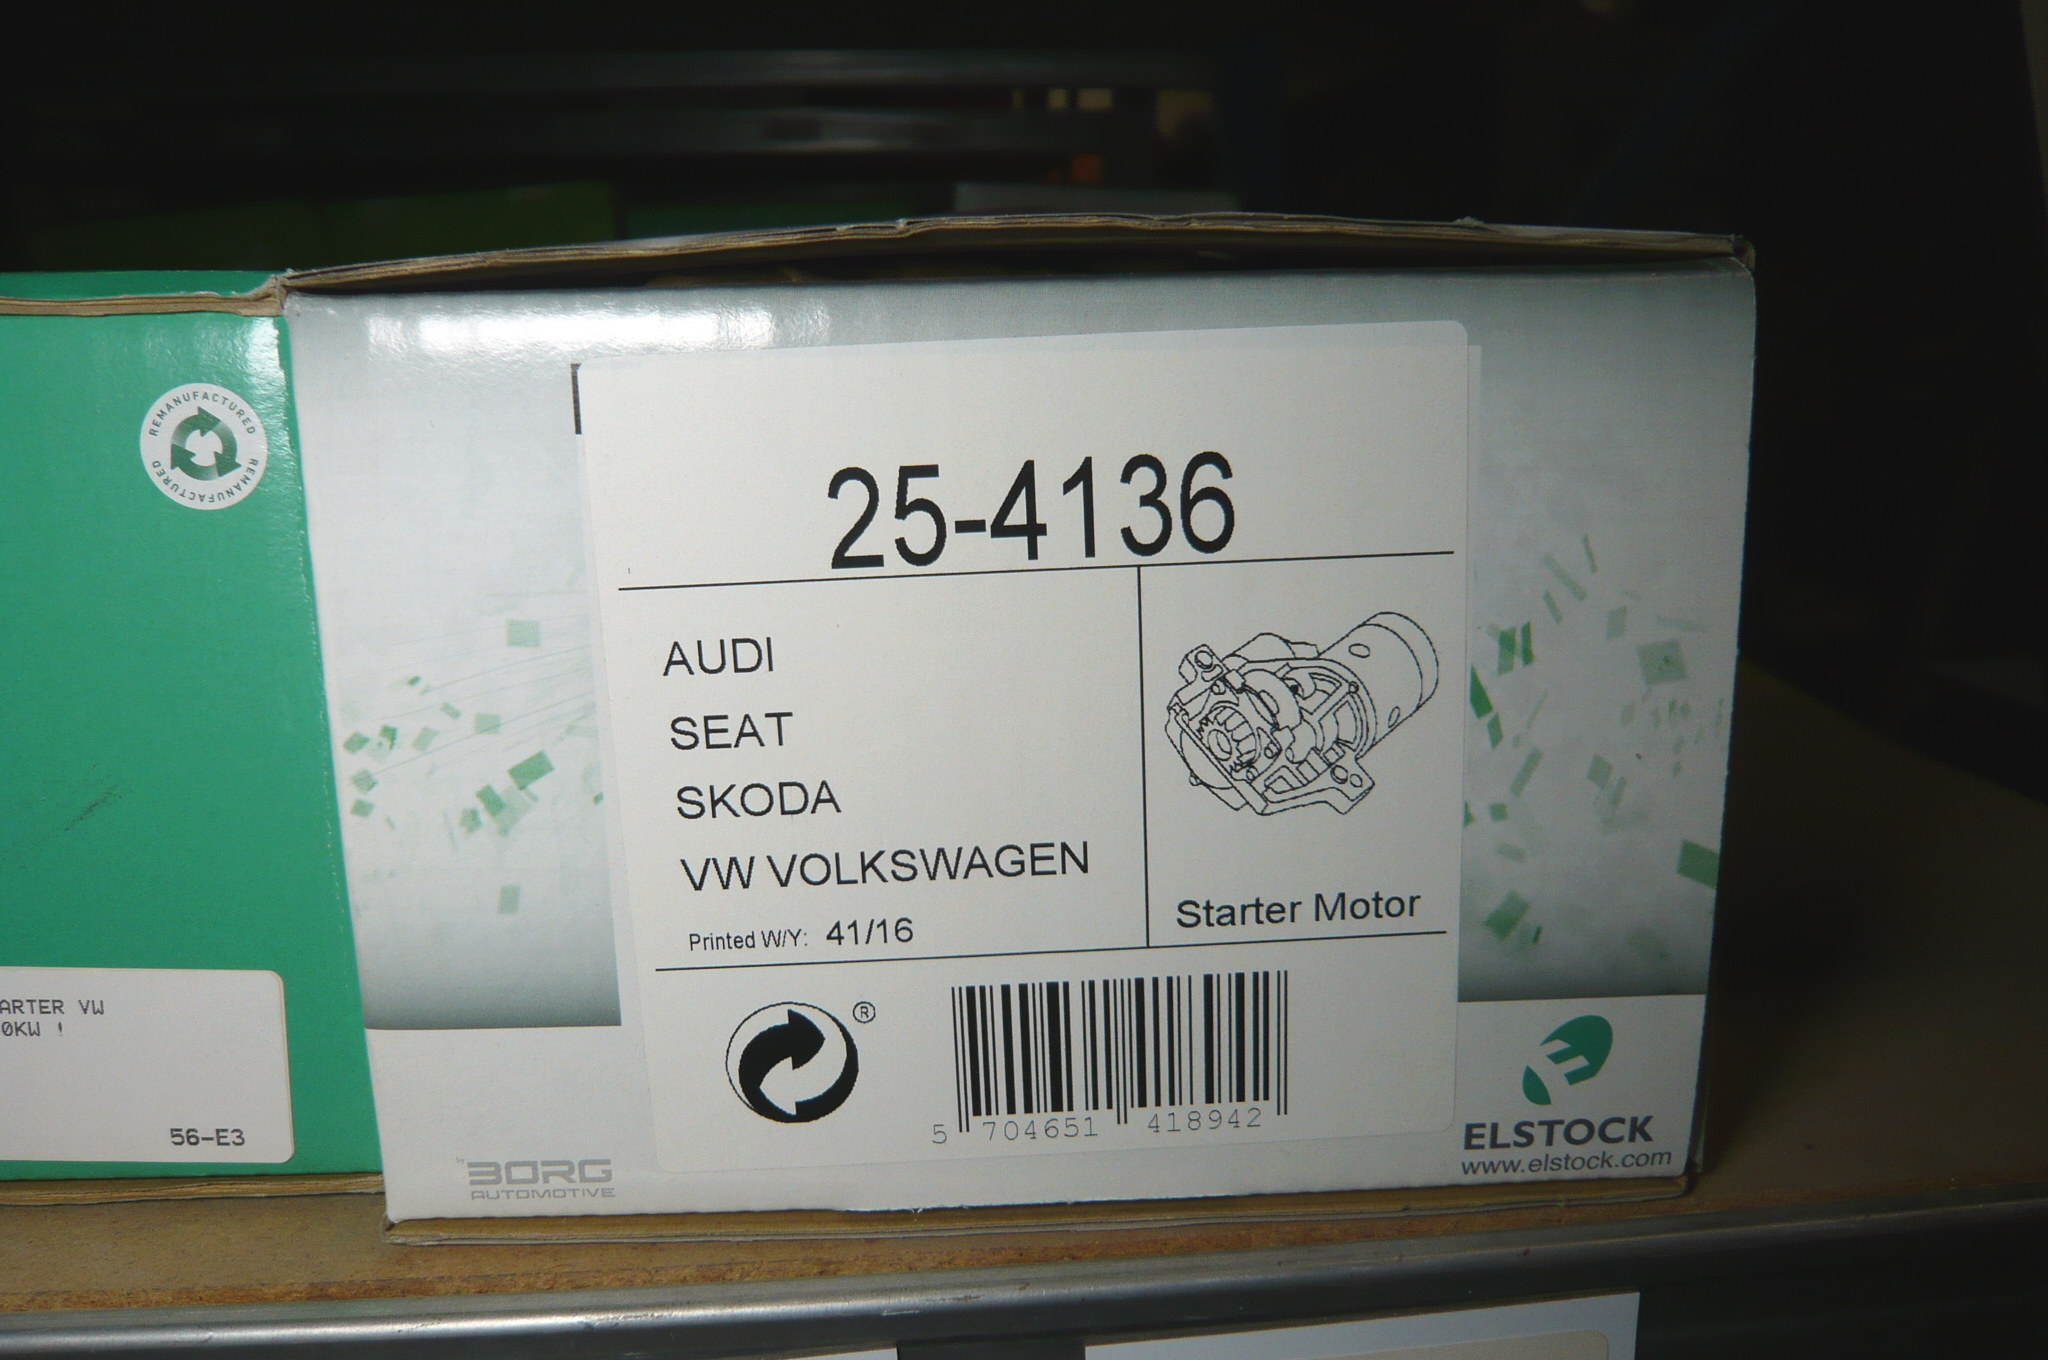 REMANUFACTURED REMANUFACTURED
ARTER VW
0KW !
56-E3
25-4136
AUDI
SEAT
SKODA
VW VOLKSWAGEN
Printed W/Y: 41/16
Starter Motor
®
5 704651 418942
by BORG
AUTOMOTIVE
ELSTOCK
www.elstock.com